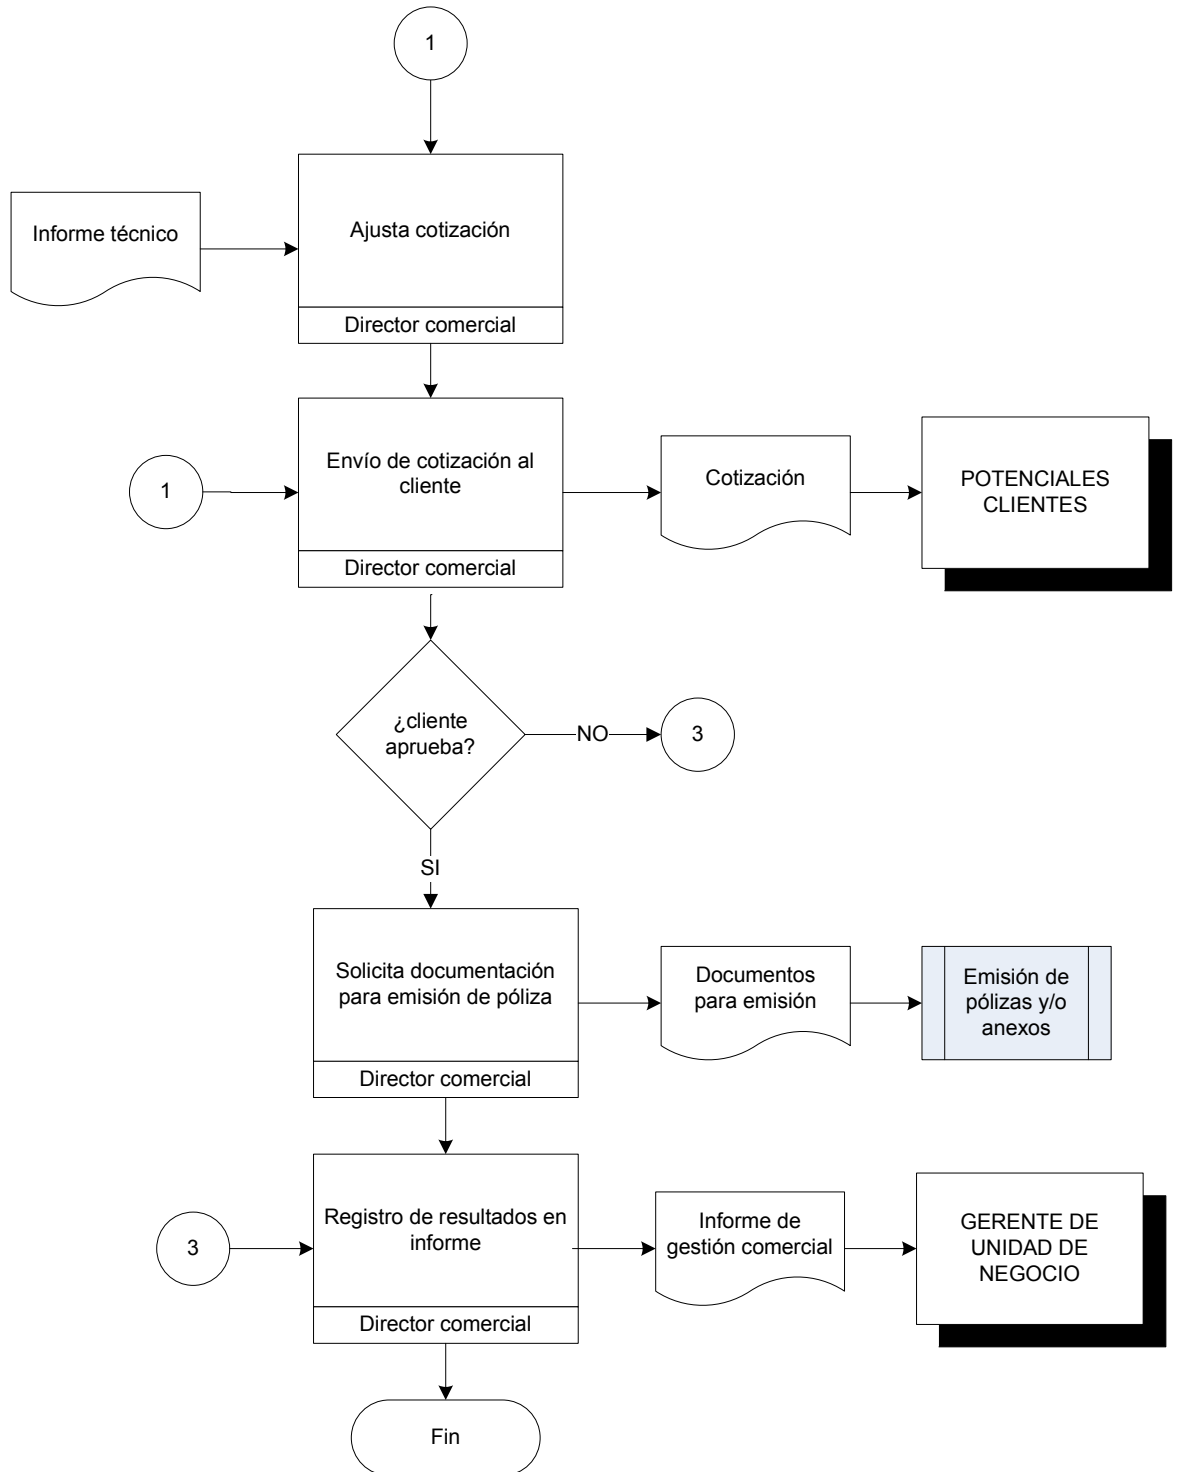 1
Informe técnico
Ajusta cotización
Director comercial
1
Envío de cotización al
cliente
Director comercial
Cotización
POTENCIALES
CLIENTES
¿cliente
aprueba?
NO
3
SI
Solicita documentación
para emisión de póliza
Director comercial
Documentos
para emisión
Emisión de
pólizas y/o
anexos
3
Registro de resultados en
informe
Director comercial
Informe de
gestión comercial
GERENTE DE
UNIDAD DE
NEGOCIO
Fin